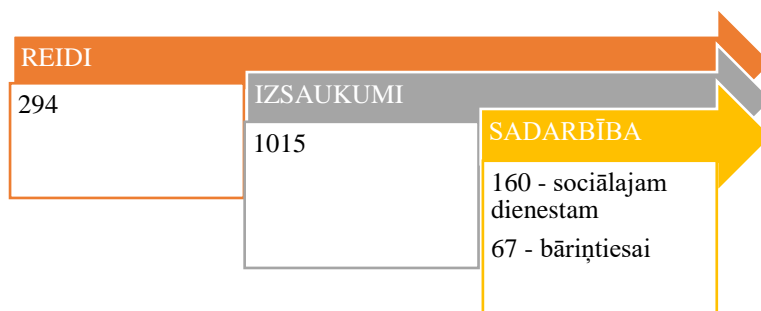 REIDI
294
IZSAUKUMI
1015
SADARBĪBA
160 - sociālajam
dienestam
67 - bāriņtiesai